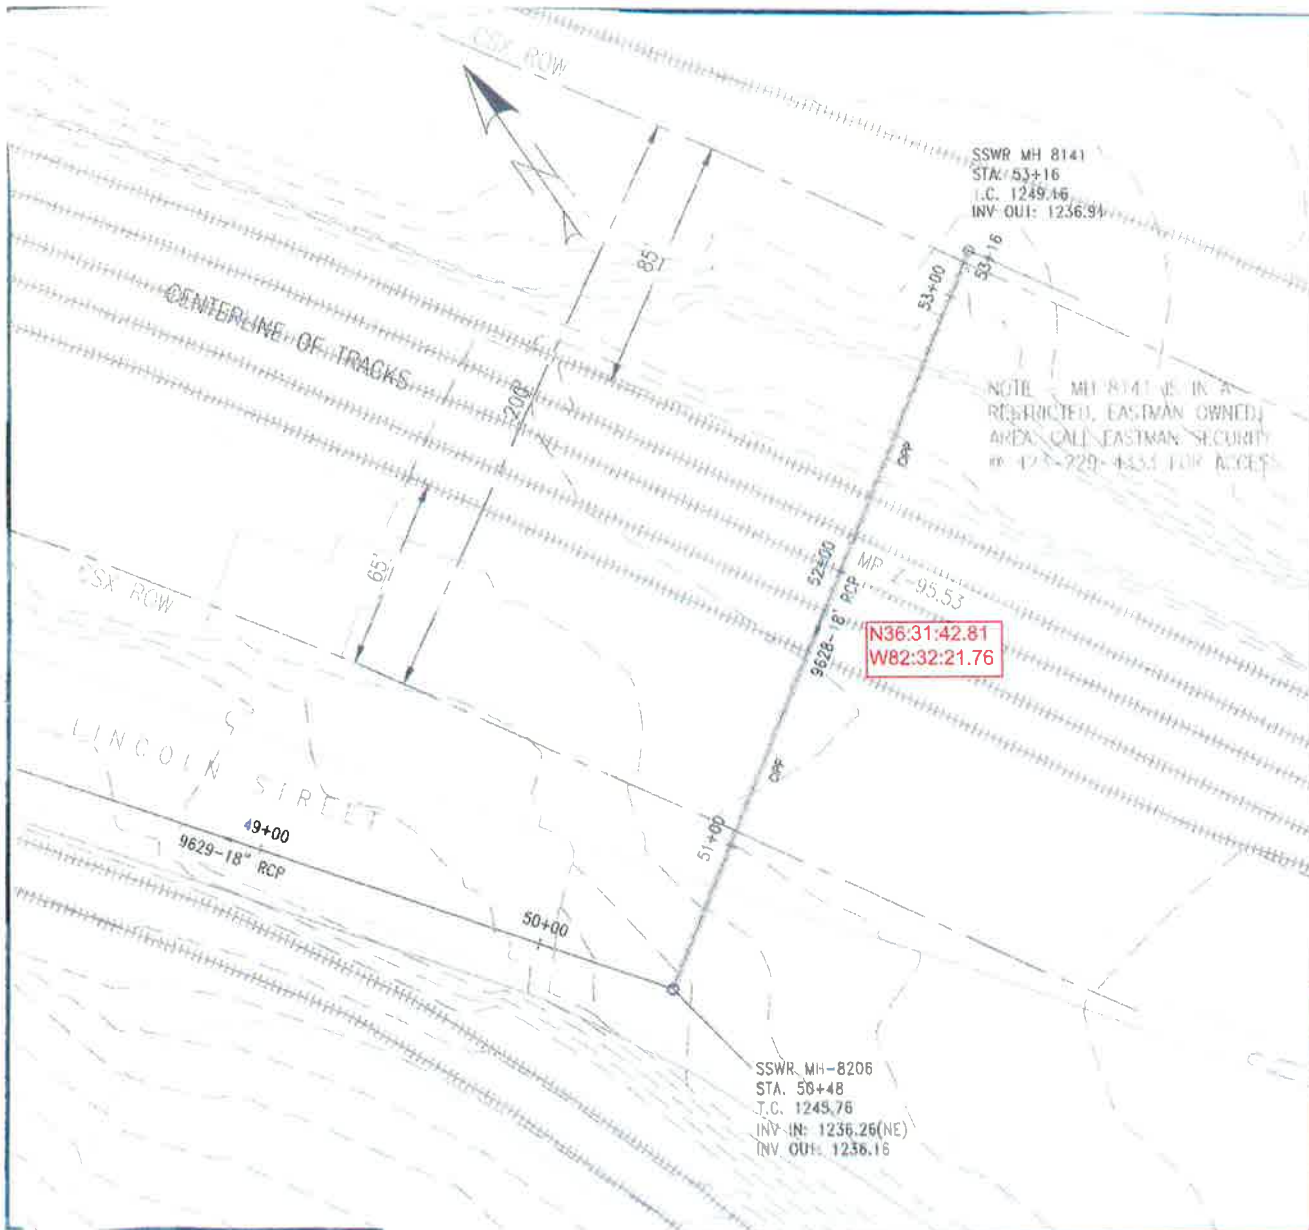 CSX ROW
SSWR MH 8141
STA. 53+16
T.C. 1249.16
INV OUT: 1236.94
N
85'
53+00
53+16
CENTERLINE OF TRACKS
200'
NOTE MH 8141 IS IN A
RESTRICTED, EASTMAN OWNED
AREA. CALL EASTMAN SECURITY
FOR ACCESS
OPP
65'
52+00
MP Z-95.53
9628-18" RCP
CSX ROW
N36:31:42.81
W82:32:21.76
LINCOLN STREET
OPP
49+00
9629-18" RCP
51+00
50+00
SSWR MH-8206
STA. 50+48
T.C. 1245.76
INV IN: 1236.26(NE)
INV OUT: 1236.16